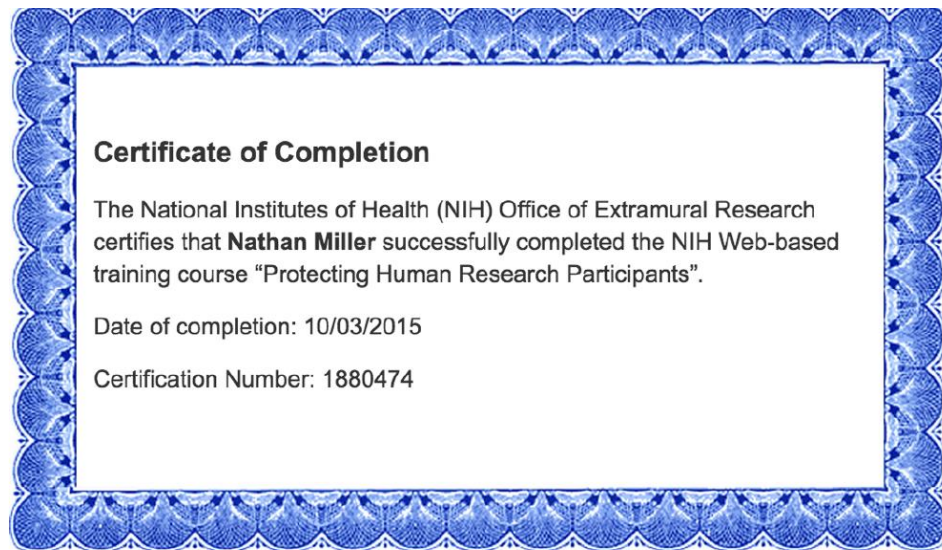 Certificate of Completion
The National Institutes of Health (NIH) Office of Extramural Research
certifies that Nathan Miller successfully completed the NIH Web-based
training course “Protecting Human Research Participants”.
Date of completion: 10/03/2015
Certification Number: 1880474